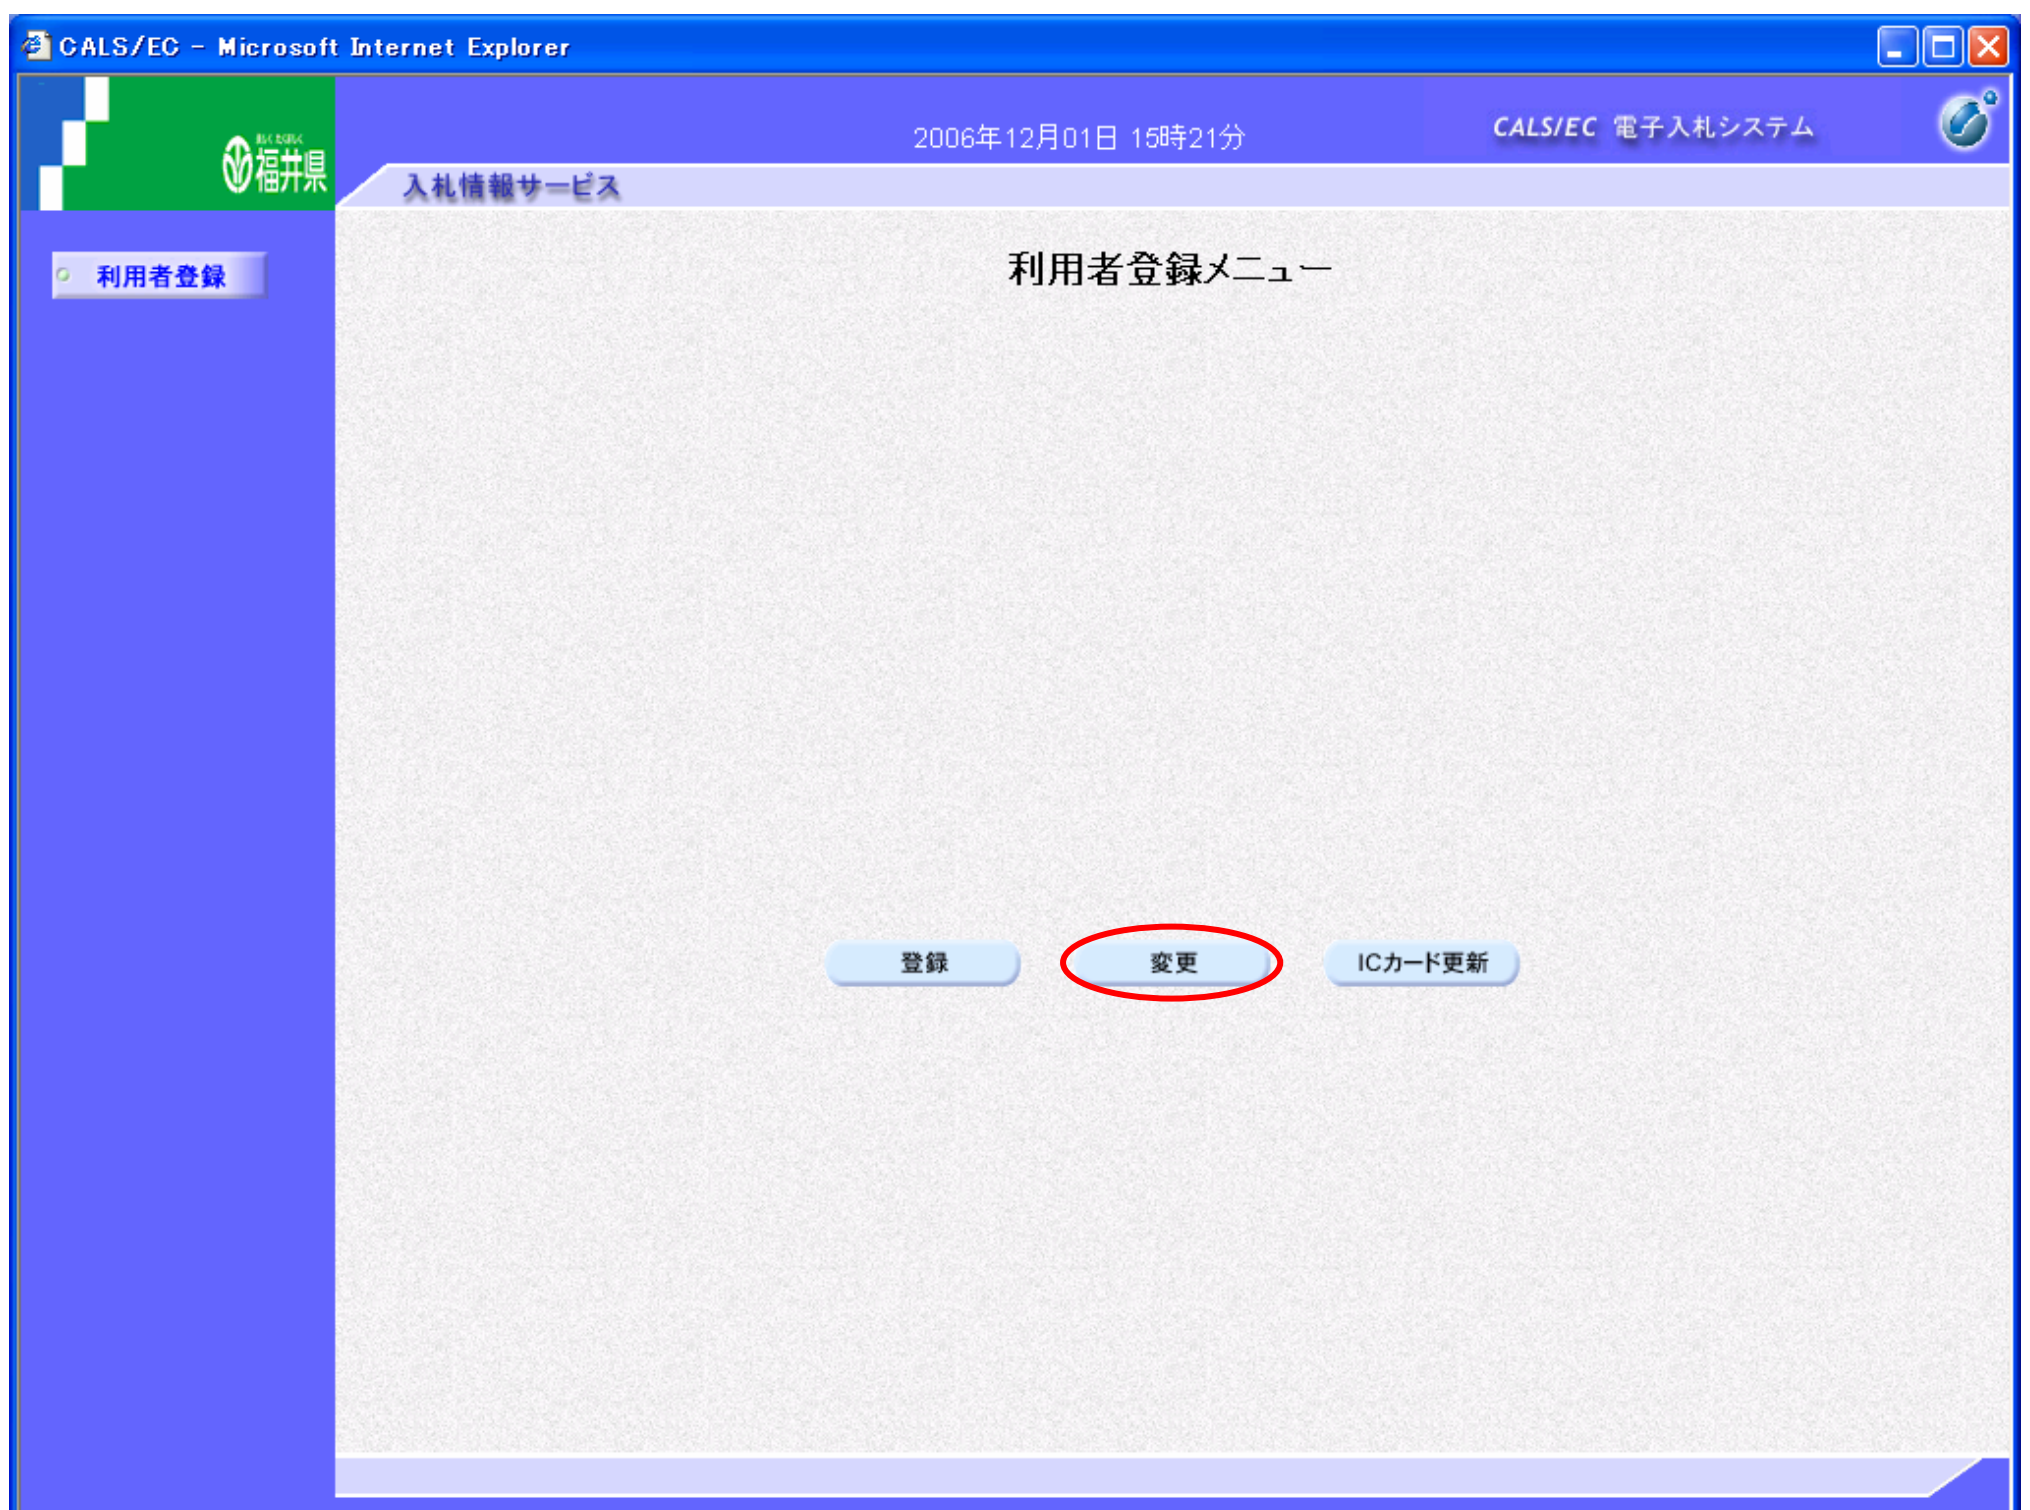 CALS/EC - Microsoft Internet Explorer
福井県
2006年12月01日 15時21分
CALS/EC 電子入札システム
入札情報サービス
利用者登録
利用者登録メニュー
登録
変更
ICカード更新